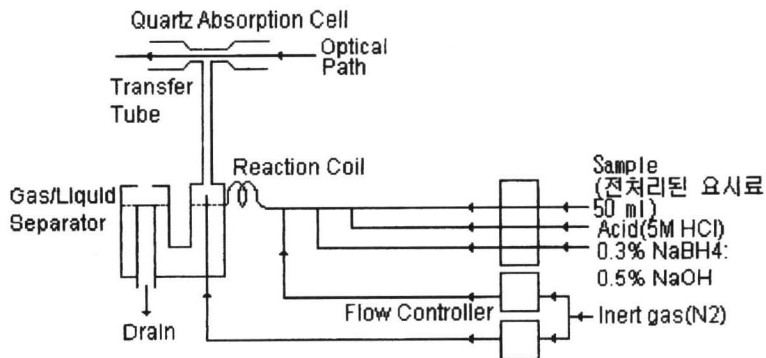 Quartz Absorption Cell
Optical
Path
Transfer
Tube
Reaction Coil
Gas/Liquid
Separator
Sample
(전처리된 요시료
50 ml)
Acid(5M HCl)
0.3% NaBH4:
0.5% NaOH
Flow Controller
Inert gas(N2)
Drain